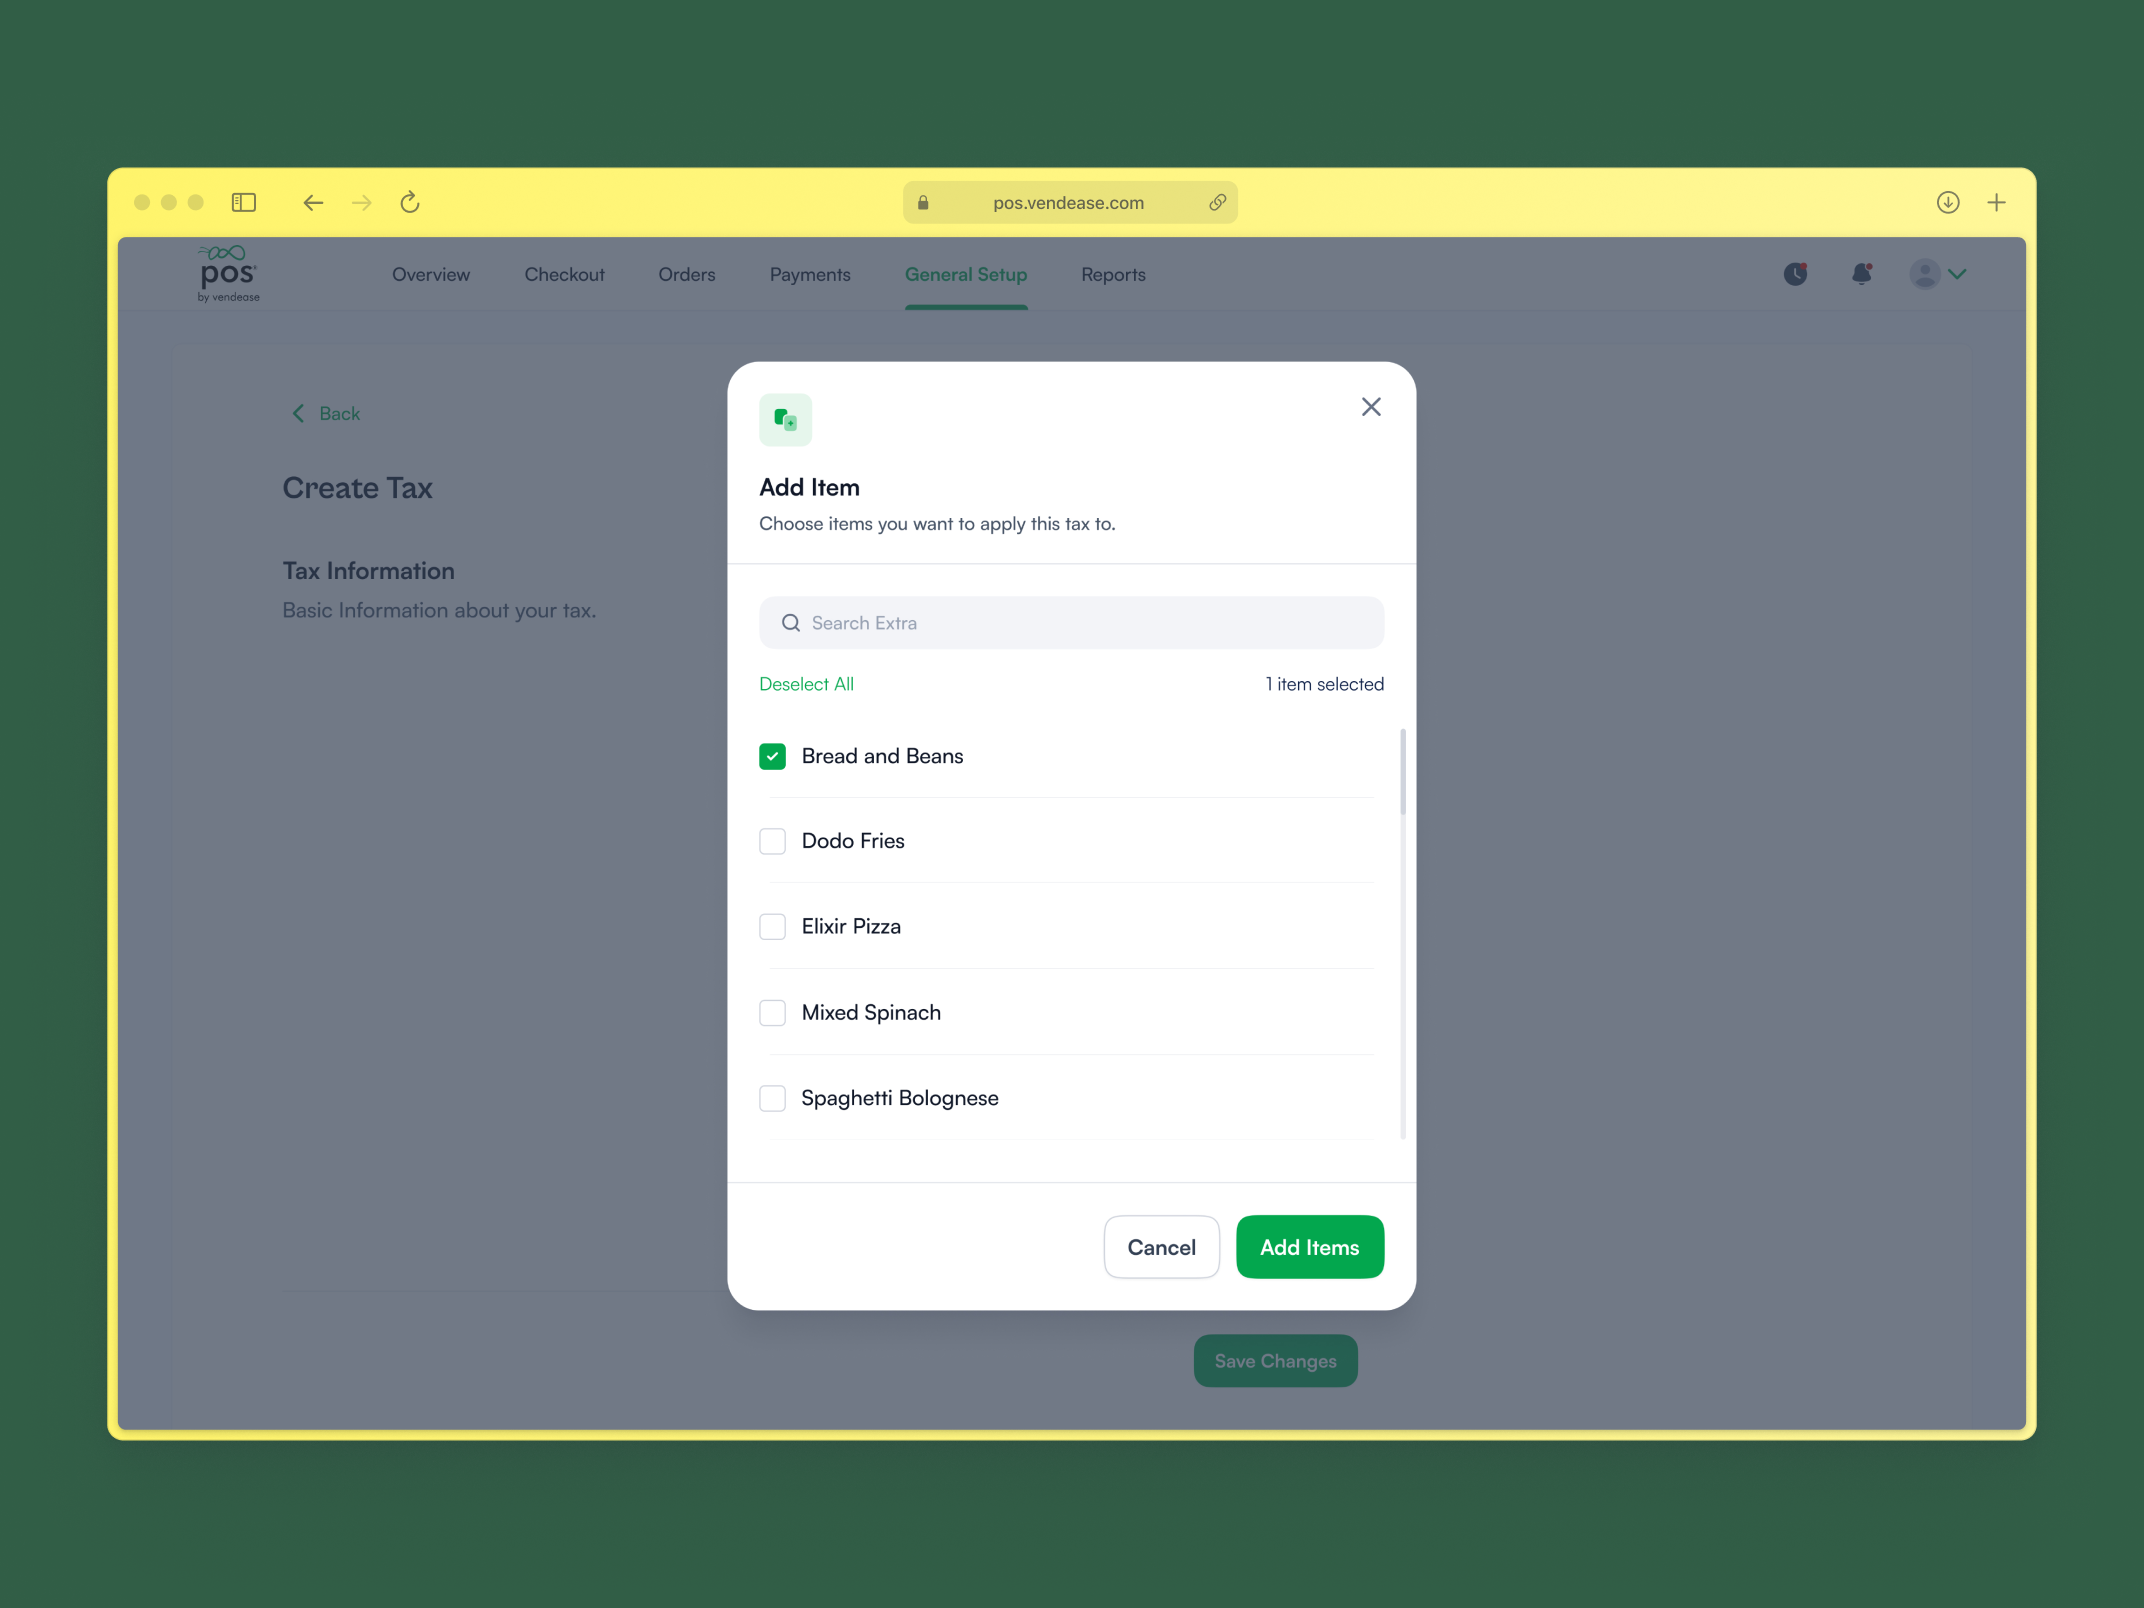 pos.vendease.com
pos
by vendease
Overview
Checkout
Orders
Payments
General Setup
Reports
Back
Create Tax
Tax Information
Basic Information about your tax.
Add Item
Choose items you want to apply this tax to.
Search Extra
Deselect All
1 item selected
Bread and Beans
Dodo Fries
Elixir Pizza
Mixed Spinach
Spaghetti Bolognese
Cancel
Add Items
Save Changes